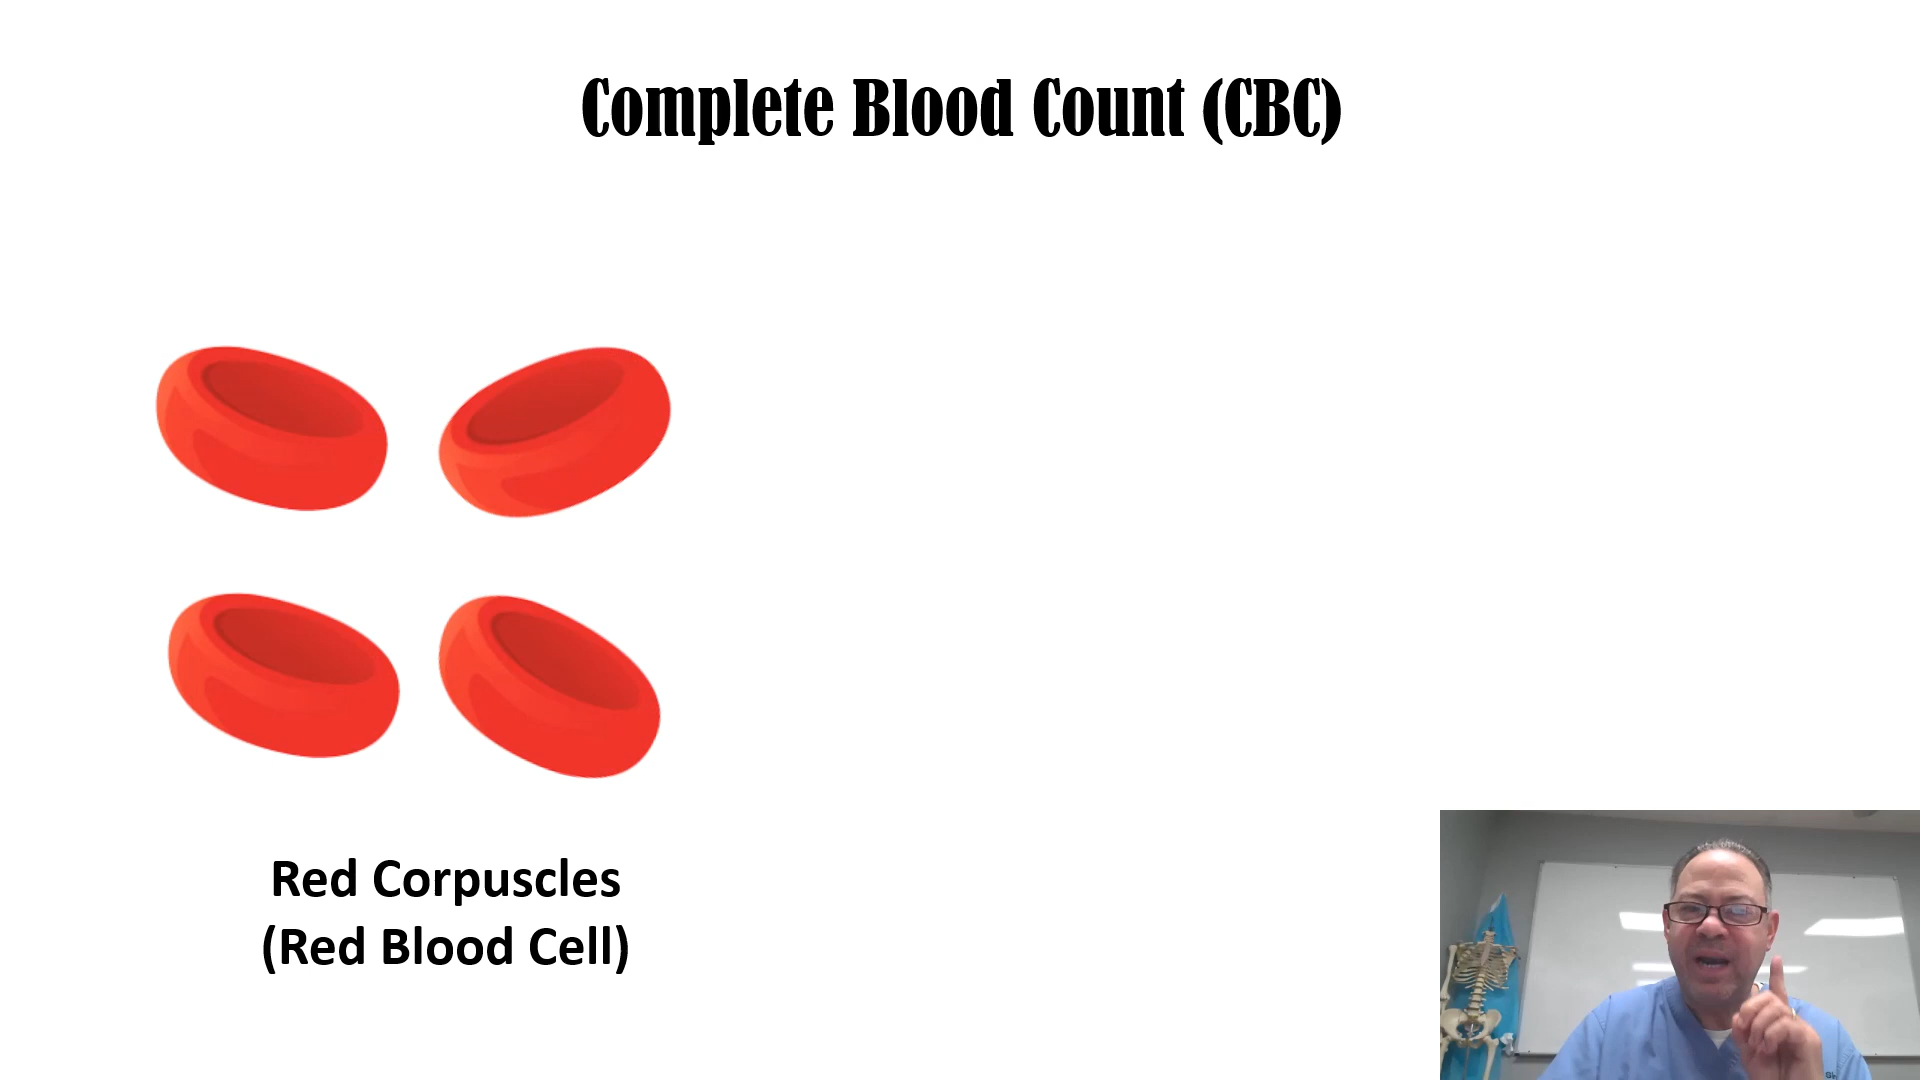 Complete Blood Count (CBC)
Red Corpuscles
(Red Blood Cell)